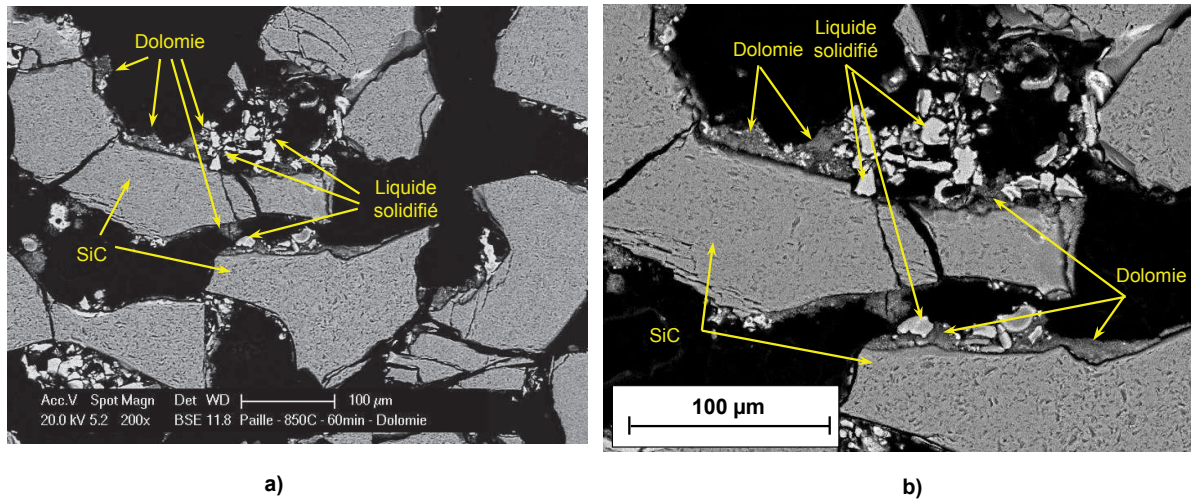 Dolomie
Liquide
solidifié
SiC
Acc.V Spot Magn Det WD 100 µm
20.0 kV 5.2 200x BSE 11.8 Paille - 850C - 60min - Dolomie
a)
Liquide
solidifié
Dolomie
Dolomie
SiC
100 µm
b)